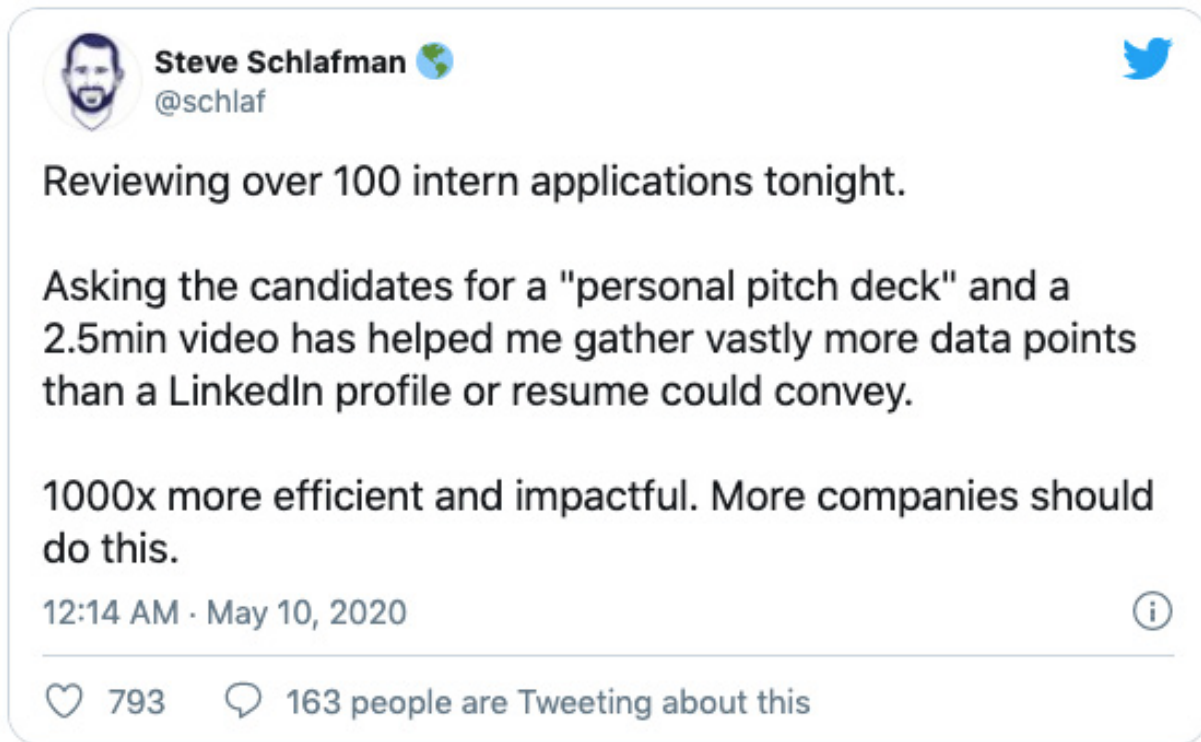 Steve Schlafman
@schlaf
Reviewing over 100 intern applications tonight.
Asking the candidates for a "personal pitch deck" and a
2.5min video has helped me gather vastly more data points
than a LinkedIn profile or resume could convey.
1000x more efficient and impactful. More companies should
do this.
12:14 AM · May 10, 2020
793 163 people are Tweeting about this